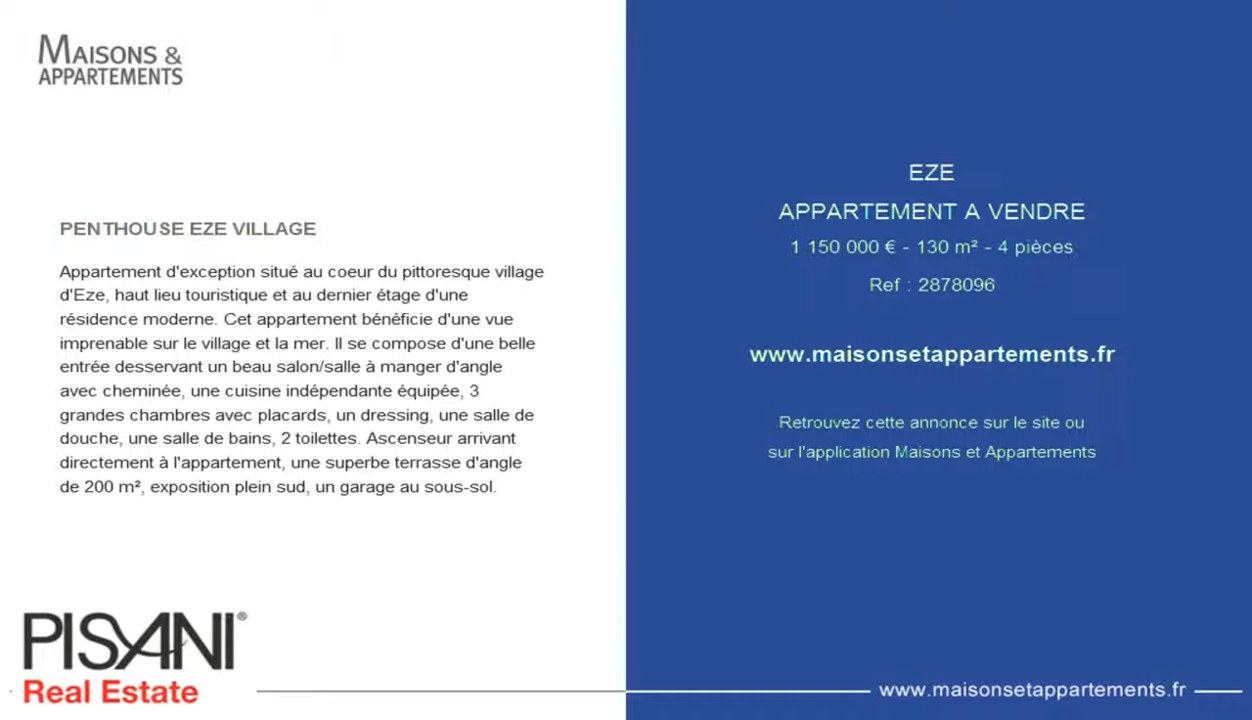 MAISONS &
APPARTEMENTS
PENTHOUSE EZE VILLAGE
Appartement d'exception situé au coeur du pittoresque village
d'Eze, haut lieu touristique et au dernier étage d'une
résidence moderne. Cet appartement bénéficie d'une vue
imprenable sur le village et la mer. Il se compose d'une belle
entrée desservant un beau salon/salle à manger d'angle
avec cheminée, une cuisine indépendante équipée, 3
grandes chambres avec placards, un dressing, une salle de
douche, une salle de bains, 2 toilettes. Ascenseur arrivant
directement à l'appartement, une superbe terrasse d'angle
de 200 m², exposition plein sud, un garage au sous-sol.
PISANI®
Real Estate
EZE
APPARTEMENT A VENDRE
1 150 000 € - 130 m² - 4 pièces
Ref : 2878096
www.maisonsetappartements.fr
Retrouvez cette annonce sur le site ou
sur l'application Maisons et Appartements
www.maisonsetappartements.fr